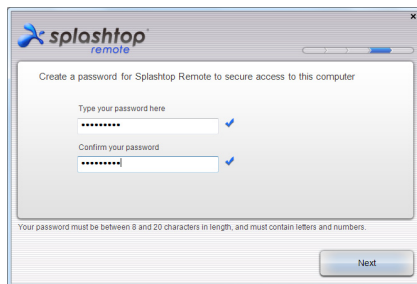 splashtop
remote
Create a password for Splashtop Remote to secure access to this computer
Type your password here
•••••••••
Confirm your password
•••••••••
Your password must be between 8 and 20 characters in length, and must contain letters and numbers.
Next